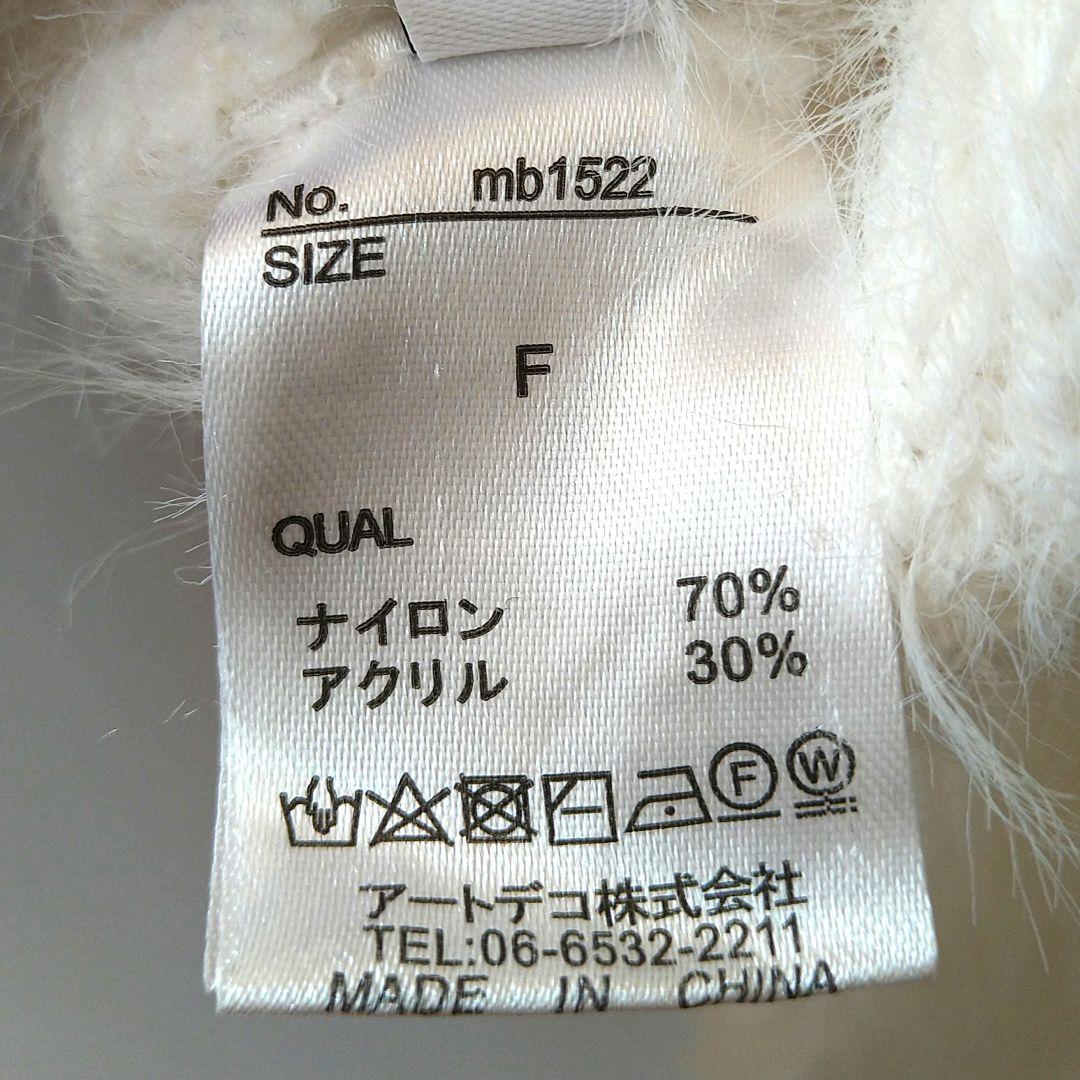 No. mb1522
SIZE
F
QUAL
ナイロン 70%
アクリル 30%
F W
アートデコ株式会社
TEL:06-6532-2211
MADE IN CHINA